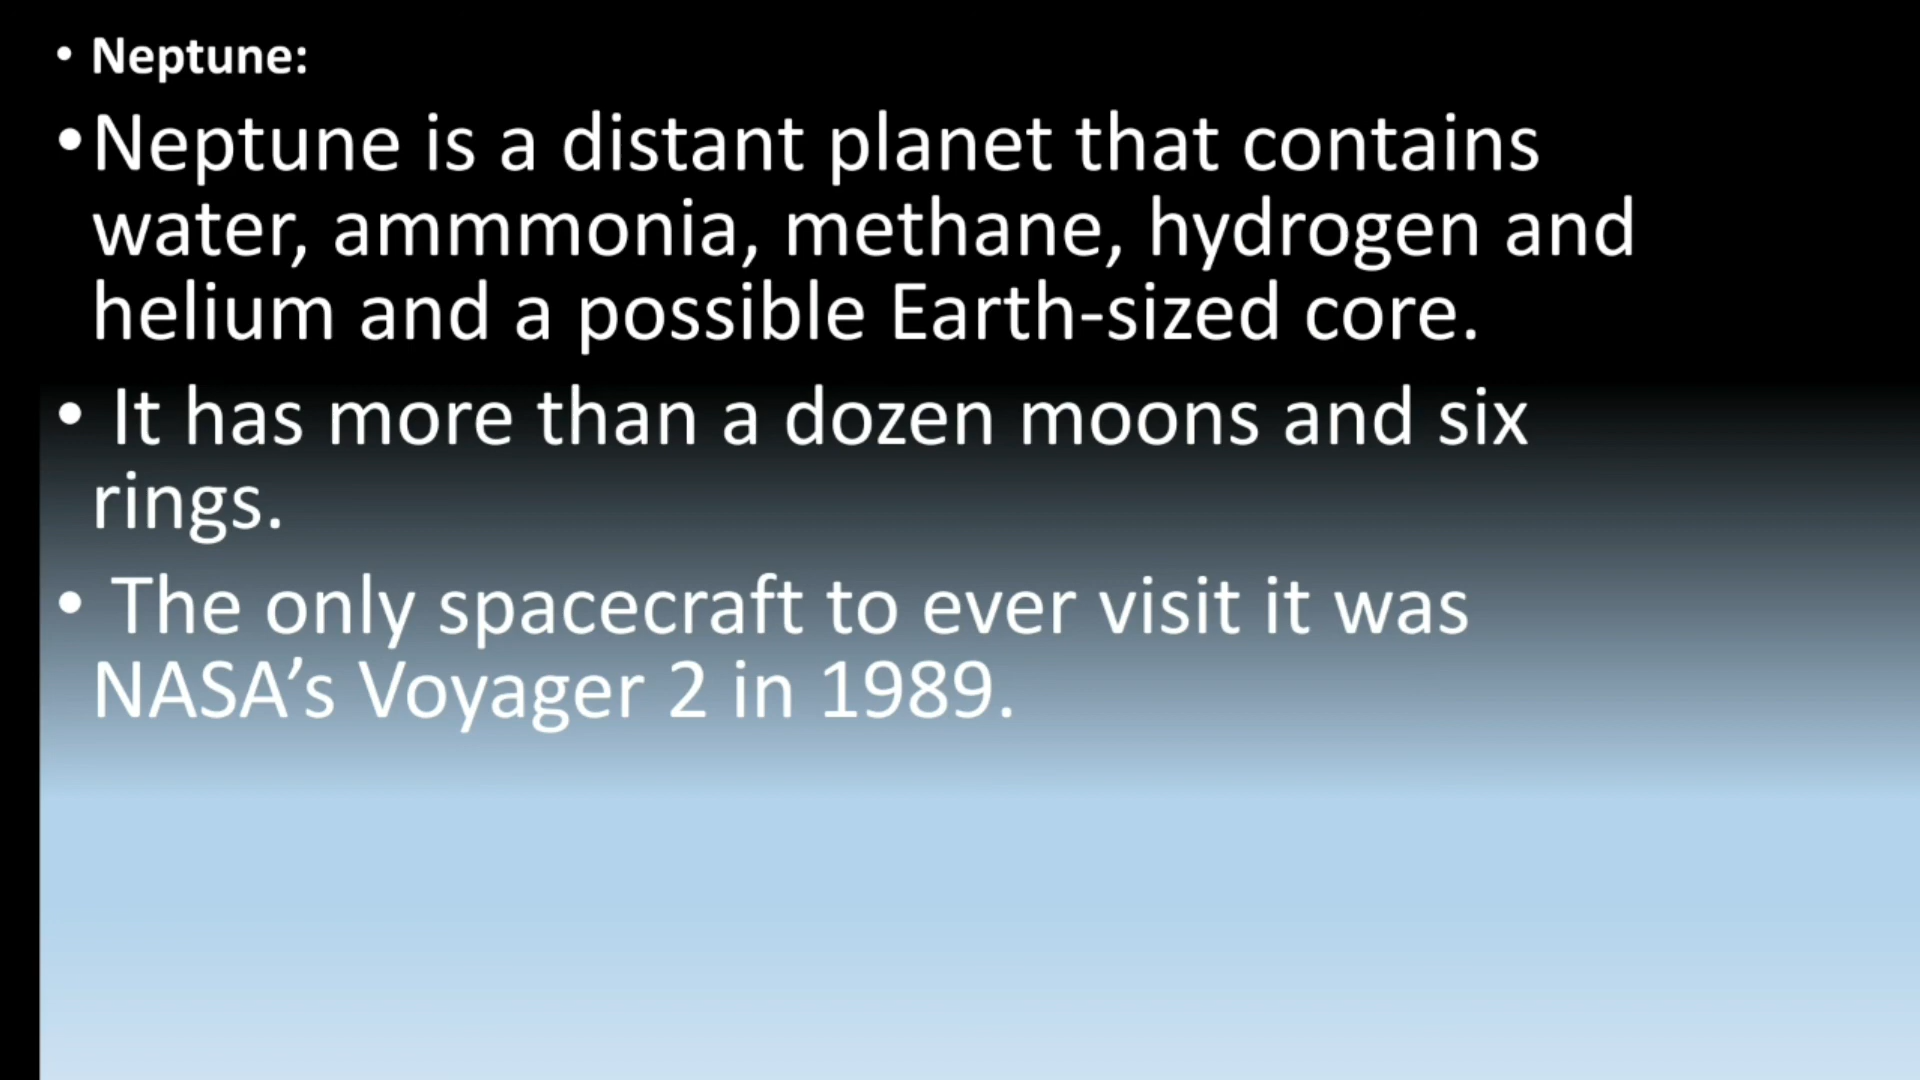 • Neptune:
•Neptune is a distant planet that contains
water, ammmonia, methane, hydrogen and
helium and a possible Earth-sized core.
• It has more than a dozen moons and six
rings.
• The only spacecraft to ever visit it was
NASA’s Voyager 2 in 1989.